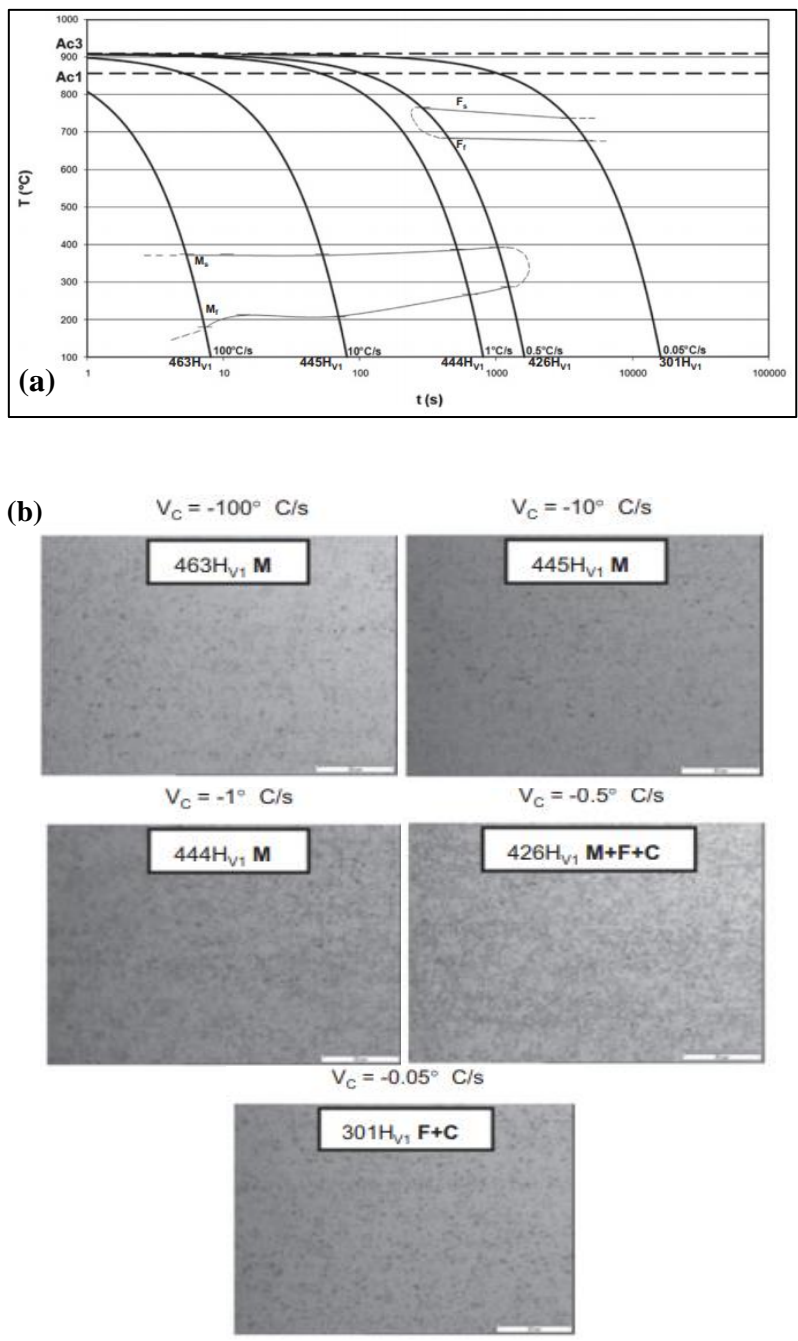 1000
Ac3
900
Ac1
800
700
600
500
400
300
200
100
T (ºC)
Fs
Ff
Ms
Mf
100°C/s
10°C/s
1°C/s
0.5°C/s
0.05°C/s
463HV1
445HV1
444HV1
426HV1
301HV1
1
10
100
1000
10000
100000
t (s)
(a)
(b)
VC = -100° C/s
VC = -10° C/s
463HV1 M
445HV1 M
VC = -1° C/s
VC = -0.5° C/s
444HV1 M
426HV1 M+F+C
VC = -0.05° C/s
301HV1 F+C